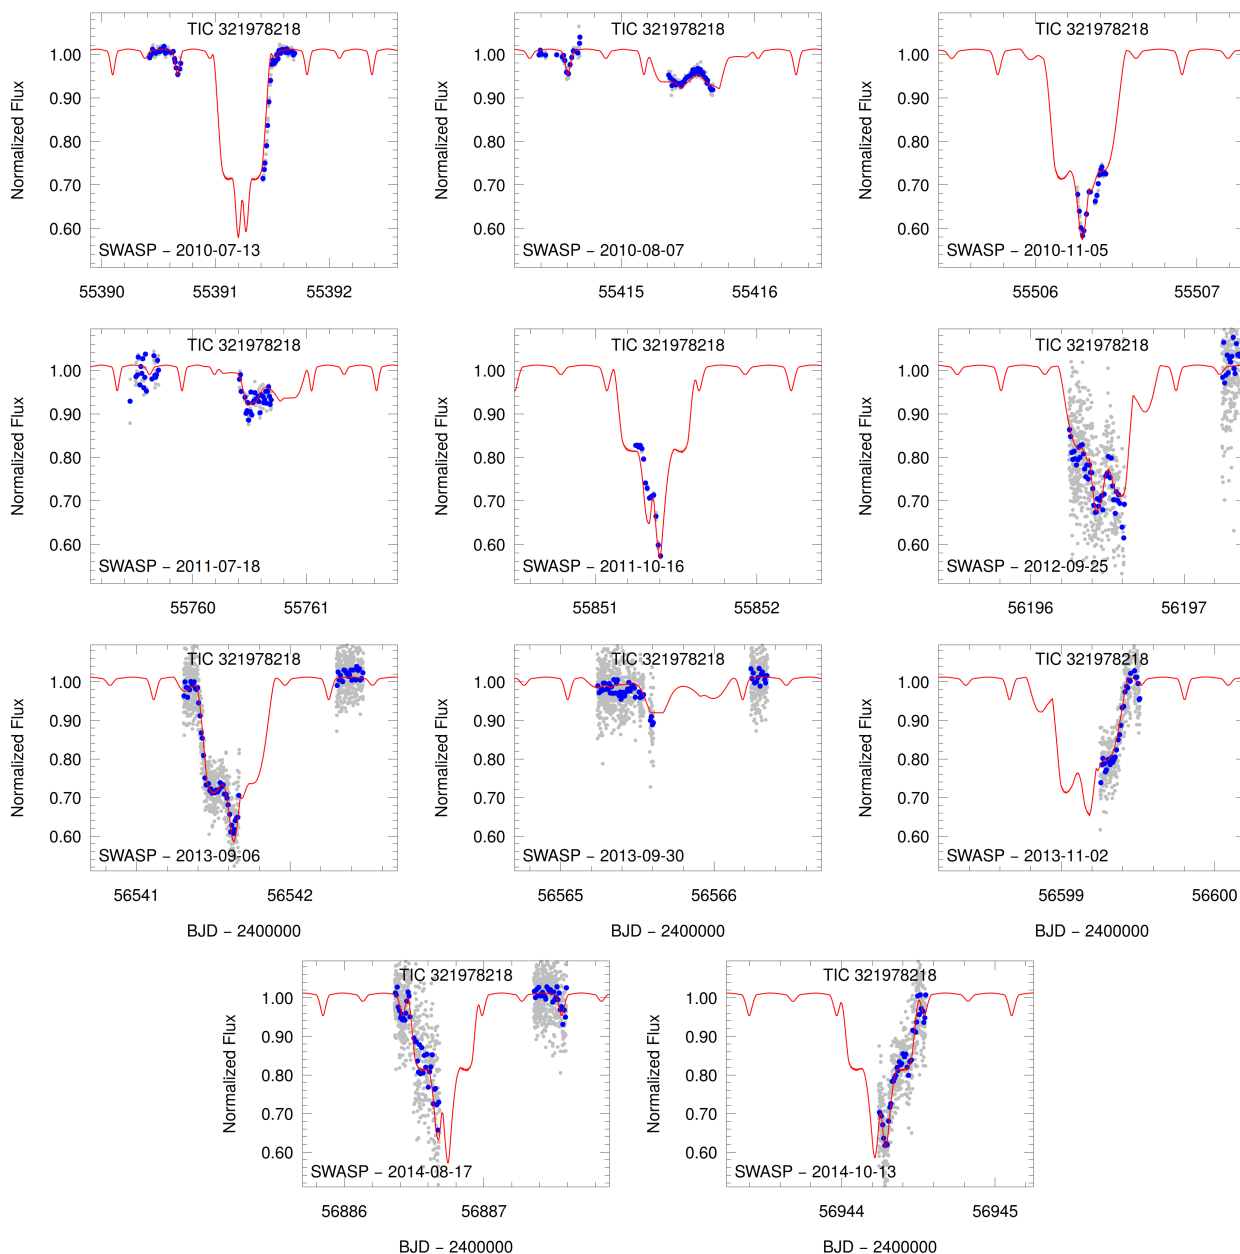 TIC 321978218
Normalized Flux
1.00
0.90
0.80
0.70
0.60
SWASP − 2010-07-13
55390
55391
55392
TIC 321978218
Normalized Flux
1.00
0.90
0.80
0.70
0.60
SWASP − 2010-08-07
55415
55416
TIC 321978218
Normalized Flux
1.00
0.90
0.80
0.70
0.60
SWASP − 2010-11-05
55506
55507
TIC 321978218
Normalized Flux
1.00
0.90
0.80
0.70
0.60
SWASP − 2011-07-18
55760
55761
TIC 321978218
Normalized Flux
1.00
0.90
0.80
0.70
0.60
SWASP − 2011-10-16
55851
55852
TIC 321978218
Normalized Flux
1.00
0.90
0.80
0.70
0.60
SWASP − 2012-09-25
56196
56197
TIC 321978218
Normalized Flux
1.00
0.90
0.80
0.70
0.60
SWASP − 2013-09-06
56541
56542
BJD − 2400000
TIC 321978218
Normalized Flux
1.00
0.90
0.80
0.70
0.60
SWASP − 2013-09-30
56565
56566
BJD − 2400000
TIC 321978218
Normalized Flux
1.00
0.90
0.80
0.70
0.60
SWASP − 2013-11-02
56599
56600
BJD − 2400000
TIC 321978218
Normalized Flux
1.00
0.90
0.80
0.70
0.60
SWASP − 2014-08-17
56886
56887
BJD − 2400000
TIC 321978218
Normalized Flux
1.00
0.90
0.80
0.70
0.60
SWASP − 2014-10-13
56944
56945
BJD − 2400000